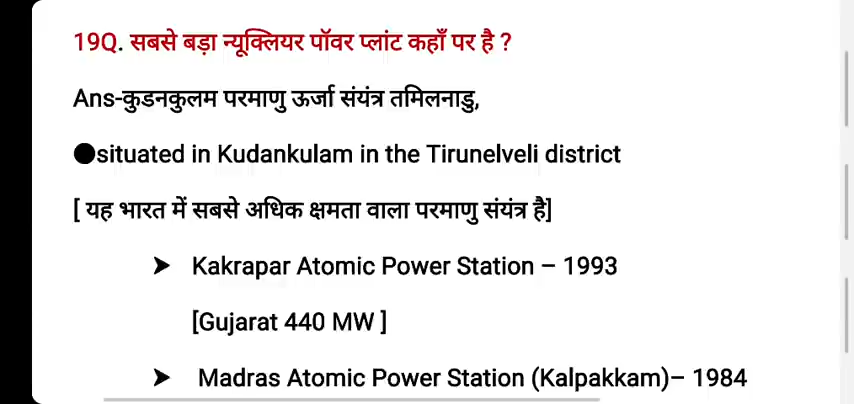 19Q. सबसे बड़ा न्यूक्लियर पॉवर प्लांट कहाँ पर है ?
Ans-कुडनकुलम परमाणु ऊर्जा संयंत्र तमिलनाडु,
●situated in Kudankulam in the Tirunelveli district
[ यह भारत में सबसे अधिक क्षमता वाला परमाणु संयंत्र है]
➤ Kakrapar Atomic Power Station – 1993
[Gujarat 440 MW ]
➤ Madras Atomic Power Station (Kalpakkam)– 1984